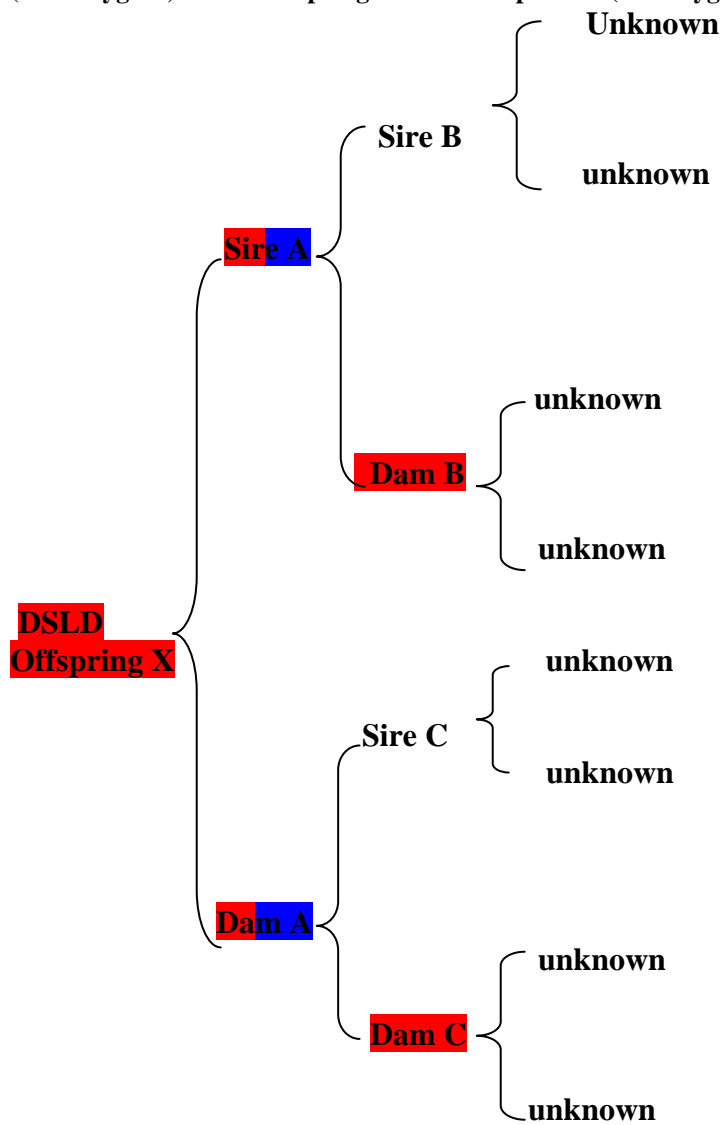 Unknown
Sire B
unknown
Sire A
unknown
Dam B
unknown
DSLD
Offspring X
unknown
Sire C
unknown
Dam A
unknown
Dam C
unknown